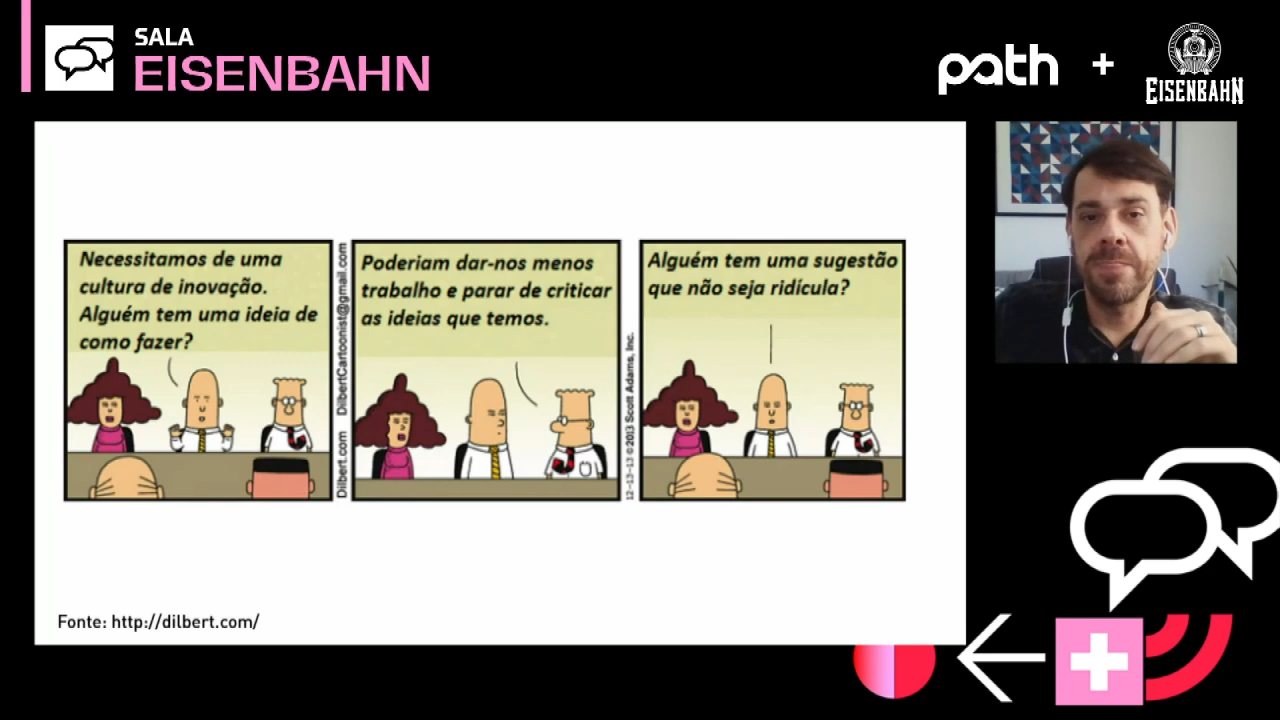 SALA
EISENBAHN
path
+
EISENBAHN
Necessitamos de uma
cultura de inovação.
Alguém tem uma ideia de
como fazer?
Dilbert.com DilbertCartoonist@gmail.com
Poderiam dar-nos menos
trabalho e parar de criticar
as ideias que temos.
12-13-13 ©2013 Scott Adams, Inc.
Alguém tem uma sugestão
que não seja ridícula?
Fonte: http://dilbert.com/